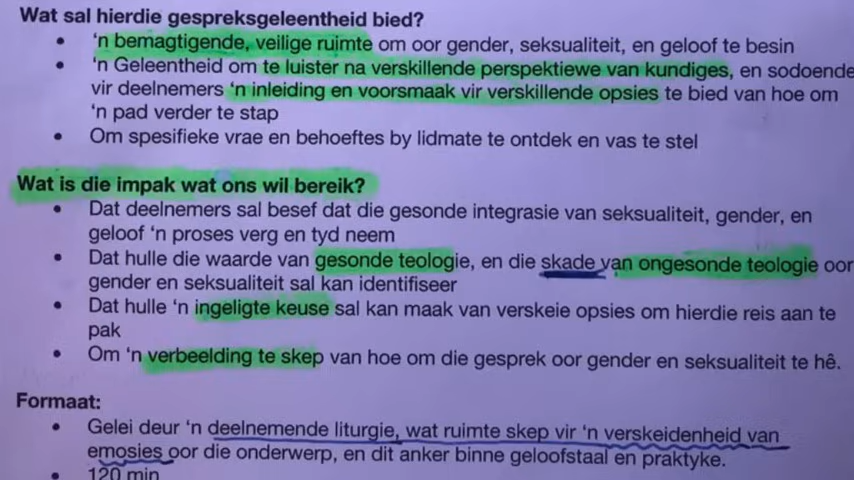 Wat sal hierdie gespreksgeleentheid bied?
• ‘n bemagtigende, veilige ruimte om oor gender, seksualiteit, en geloof te besin
• ‘n Geleentheid om te luister na verskillende perspektiewe van kundiges, en sodoende
vir deelnemers ‘n inleiding en voorsmaak vir verskillende opsies te bied van hoe om
‘n pad verder te stap
• Om spesifieke vrae en behoeftes by lidmate te ontdek en vas te stel
Wat is die impak wat ons wil bereik?
• Dat deelnemers sal besef dat die gesonde integrasie van seksualiteit, gender, en
geloof ‘n proses verg en tyd neem
• Dat hulle die waarde van gesonde teologie, en die skade van ongesonde teologie oor
gender en seksualiteit sal kan identifiseer
• Dat hulle ‘n ingeligte keuse sal kan maak van verskeie opsies om hierdie reis aan te
pak
• Om ‘n verbeelding te skep van hoe om die gesprek oor gender en seksualiteit te hê.
Formaat:
• Gelei deur ‘n deelnemende liturgie, wat ruimte skep vir ‘n verskeidenheid van
emosies oor die onderwerp, en dit anker binne geloofstaal en praktyke.
• 120 min